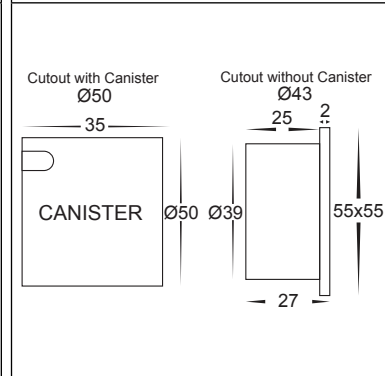 Cutout with Canister
Ø50
35
CANISTER
Ø50
Cutout without Canister
Ø43
25
2
Ø39
55x55
27